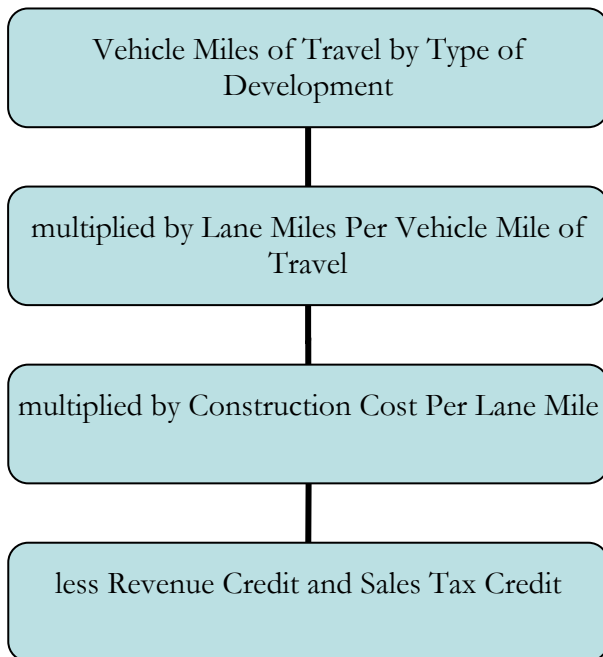 Vehicle Miles of Travel by Type of
Development
multiplied by Lane Miles Per Vehicle Mile of
Travel
multiplied by Construction Cost Per Lane Mile
less Revenue Credit and Sales Tax Credit